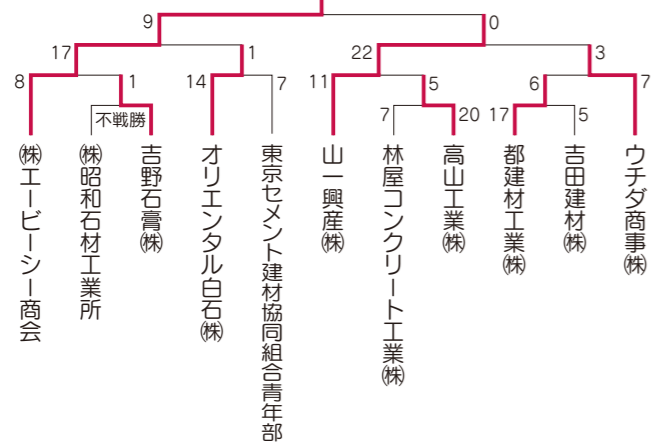 9
0
17
1
22
3
8
1
14
7
11
5
6
7
不戦勝
7
20
17
5
㈱エービーシー商会
㈱昭和石材工業所
吉野石膏㈱
オリエンタル白石㈱
東京セメント建材協同組合青年部
山一興産㈱
林屋コンクリート工業㈱
高山工業㈱
都建材工業㈱
吉田建材㈱
ウチダ商事㈱